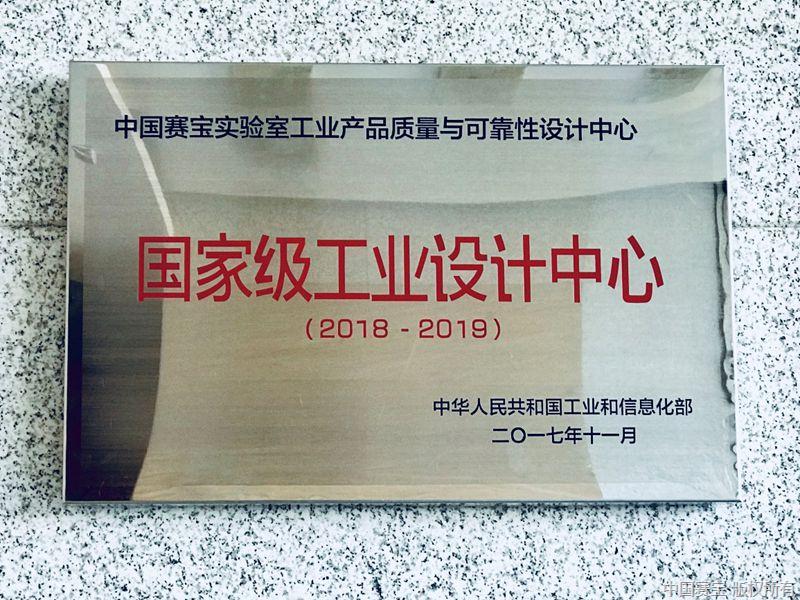 中国赛宝实验室工业产品质量与可靠性设计中心
国家级工业设计中心
（2018 - 2019）
中华人民共和国工业和信息化部
二〇一七年十一月
中国赛宝 版权所有